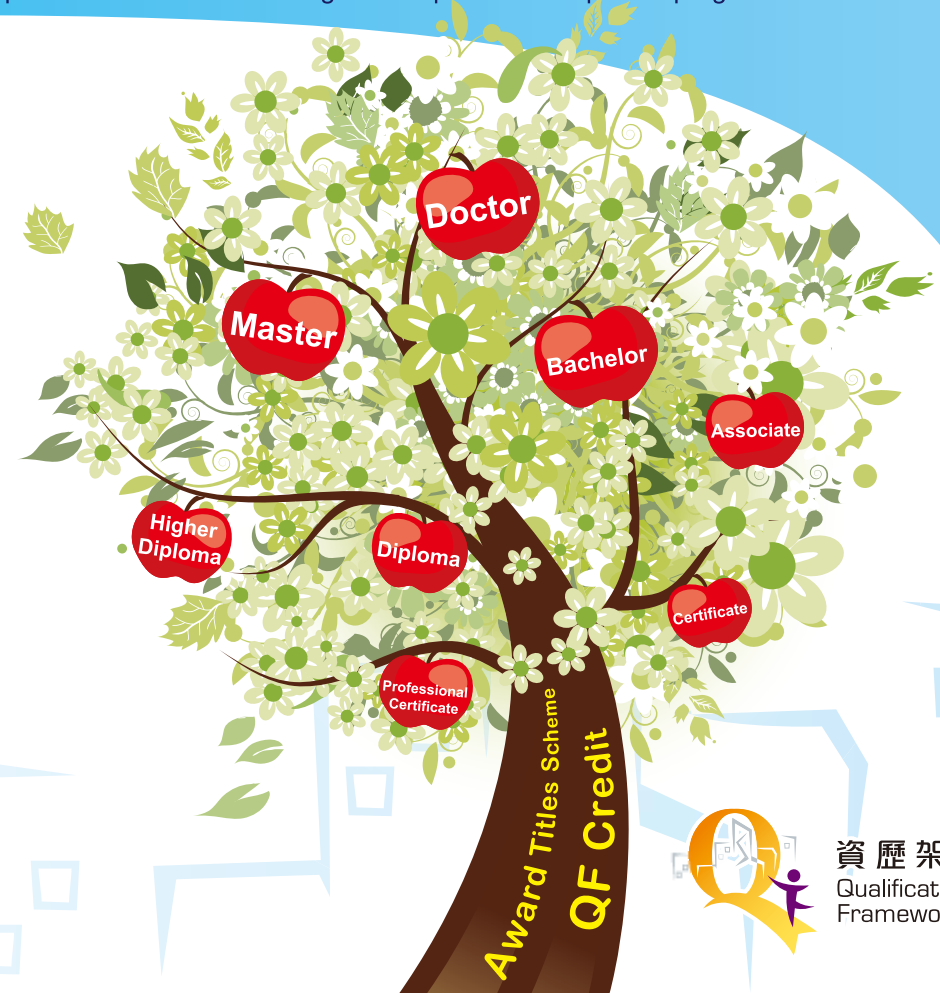 Doctor
Master
Bachelor
Associate
Higher
Diploma
Diploma
Certificate
Professional
Certificate
Award Titles Scheme
QF Credit
資歷架
Qualificat
Framewo